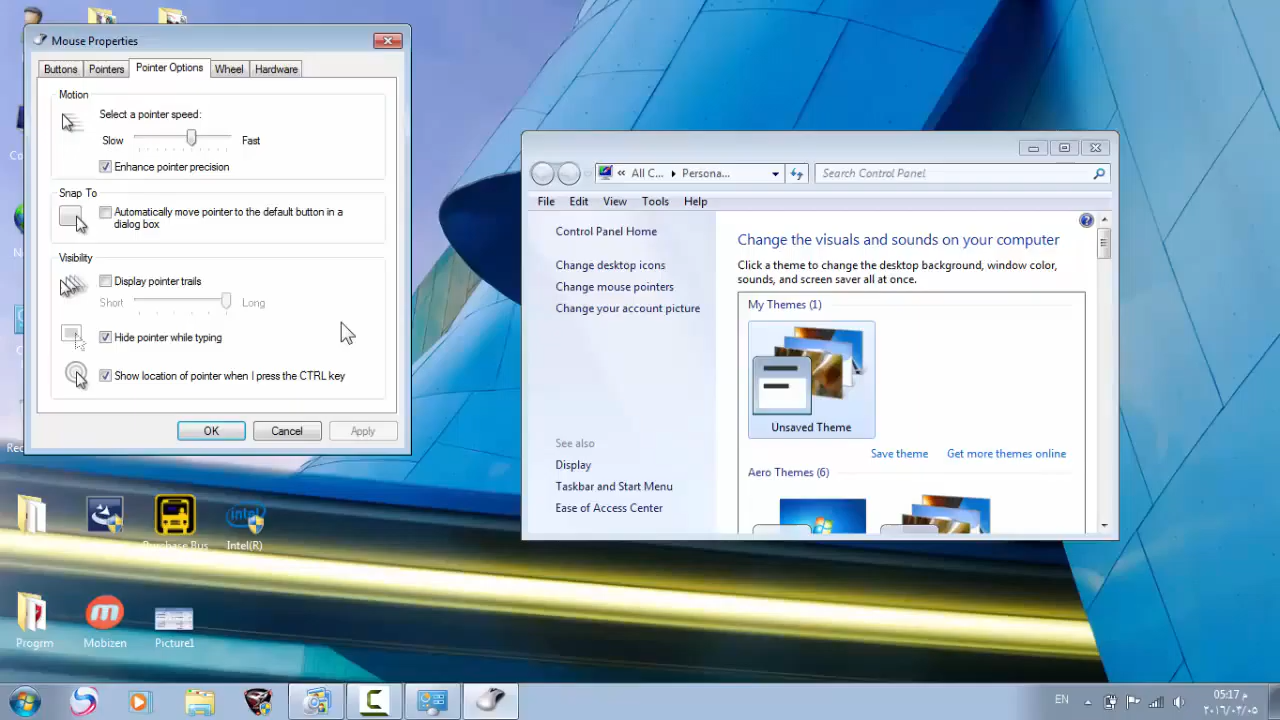 Mouse Properties
Buttons
Pointers
Pointer Options
Wheel
Hardware
Motion
Select a pointer speed:
Slow
Fast
Enhance pointer precision
Snap To
Automatically move pointer to the default button in a
dialog box
Visibility
Display pointer trails
Short
Long
Hide pointer while typing
Show location of pointer when I press the CTRL key
OK
Cancel
Apply
« All C... ▸ Persona...
Search Control Panel
File
Edit
View
Tools
Help
Control Panel Home
Change desktop icons
Change mouse pointers
Change your account picture
See also
Display
Taskbar and Start Menu
Ease of Access Center
Change the visuals and sounds on your computer
Click a theme to change the desktop background, window color,
sounds, and screen saver all at once.
My Themes (1)
Unsaved Theme
Save theme
Get more themes online
Aero Themes (6)
Purchase Bus
intel
Intel(R)
Progrm
Mobizen
Picture1
EN
05:17 م
٢٠١٦/٠٣/٠٥